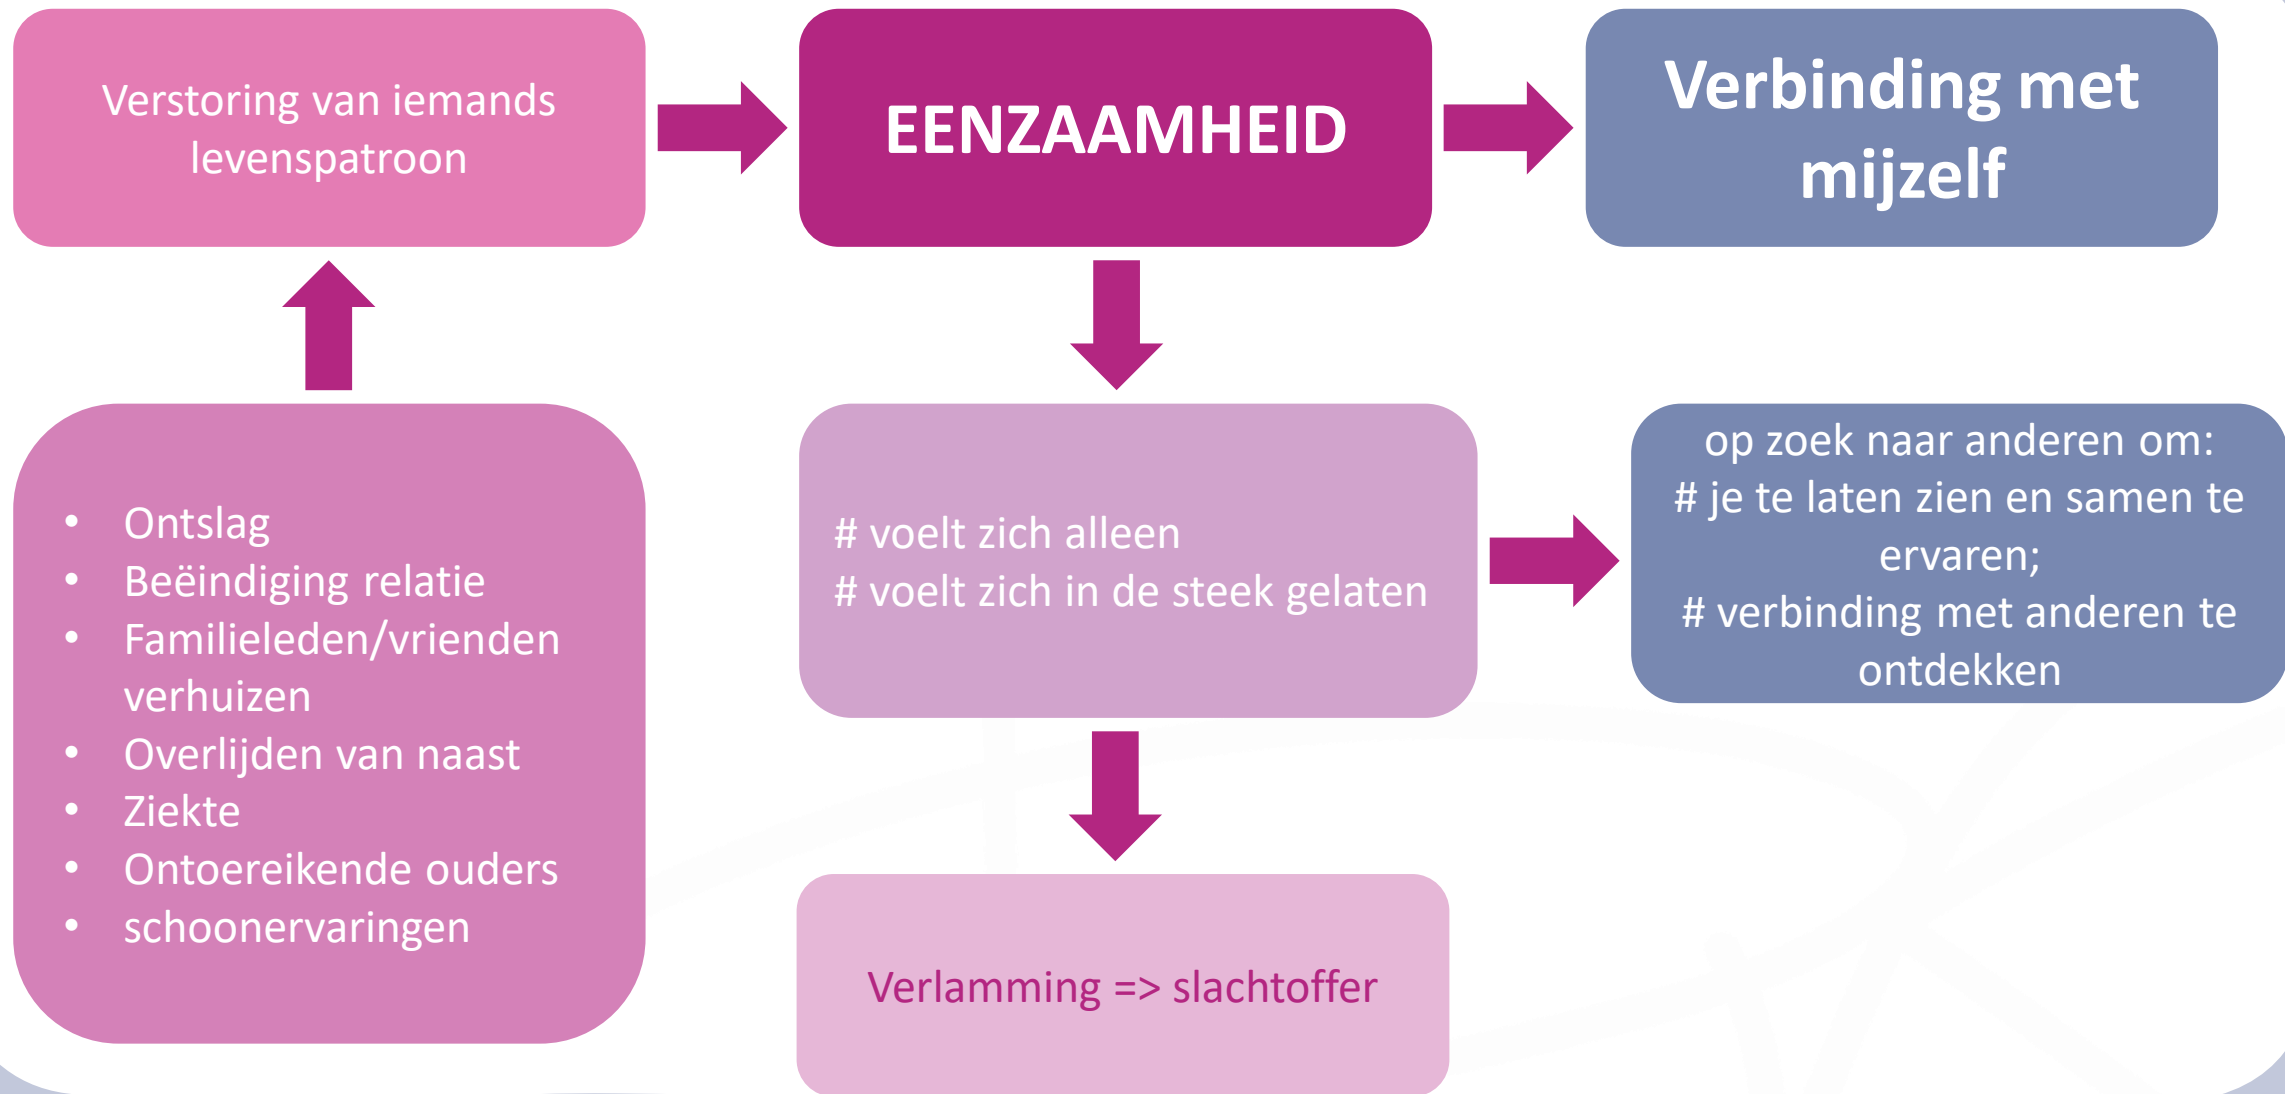 Verstoring van iemands
levenspatroon
EENZAAMHEID
Verbinding met
mijzelf
• Ontslag
• Beëindiging relatie
• Familieleden/vrienden
verhuizen
• Overlijden van naast
• Ziekte
• Ontoereikende ouders
• schoonervaringen
# voelt zich alleen
# voelt zich in de steek gelaten
op zoek naar anderen om:
# je te laten zien en samen te
ervaren;
# verbinding met anderen te
ontdekken
Verlamming => slachtoffer